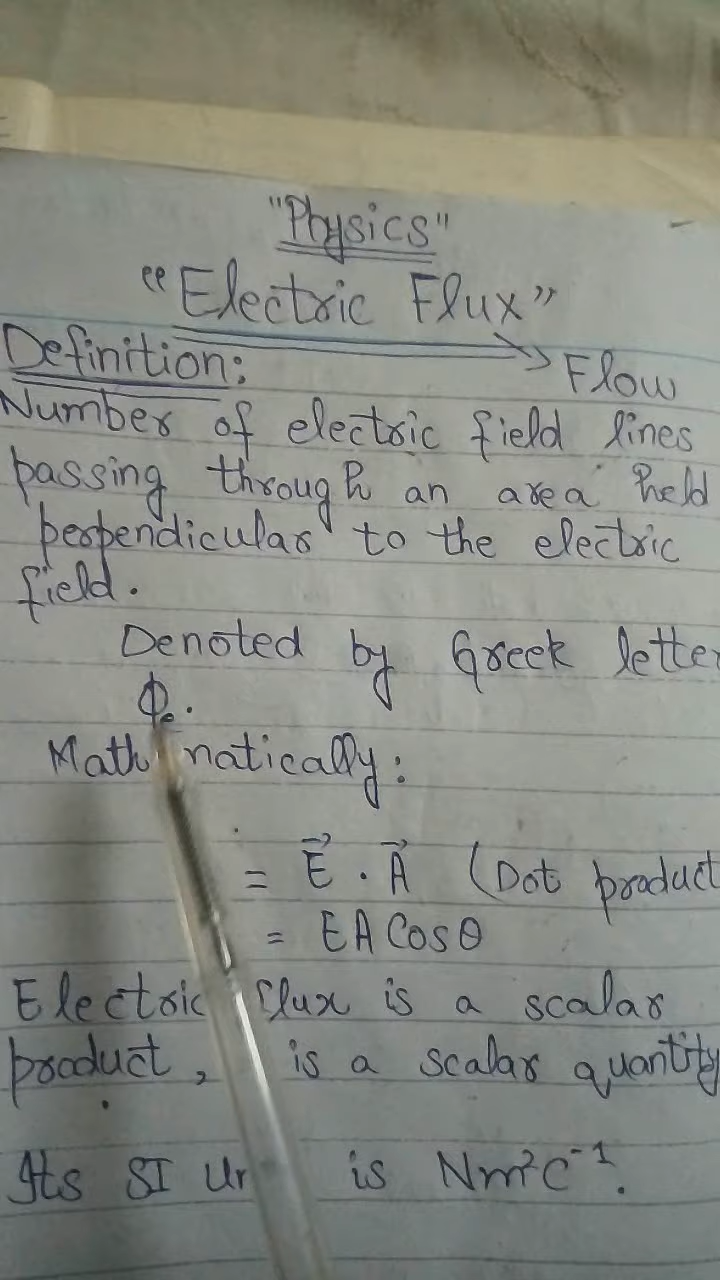 "Physics"
"Electric Flux"
Definition: Flow
Number of electric field lines
passing through an area held
perpendicular to the electric
field.
Denoted by Greek letter
Φe.
Mathematically:
= E⃗ . A⃗ (Dot product
= EA Cosθ
Electric flux is a scalar
product, is a scalar quantity
Its SI is Nm²C⁻¹.